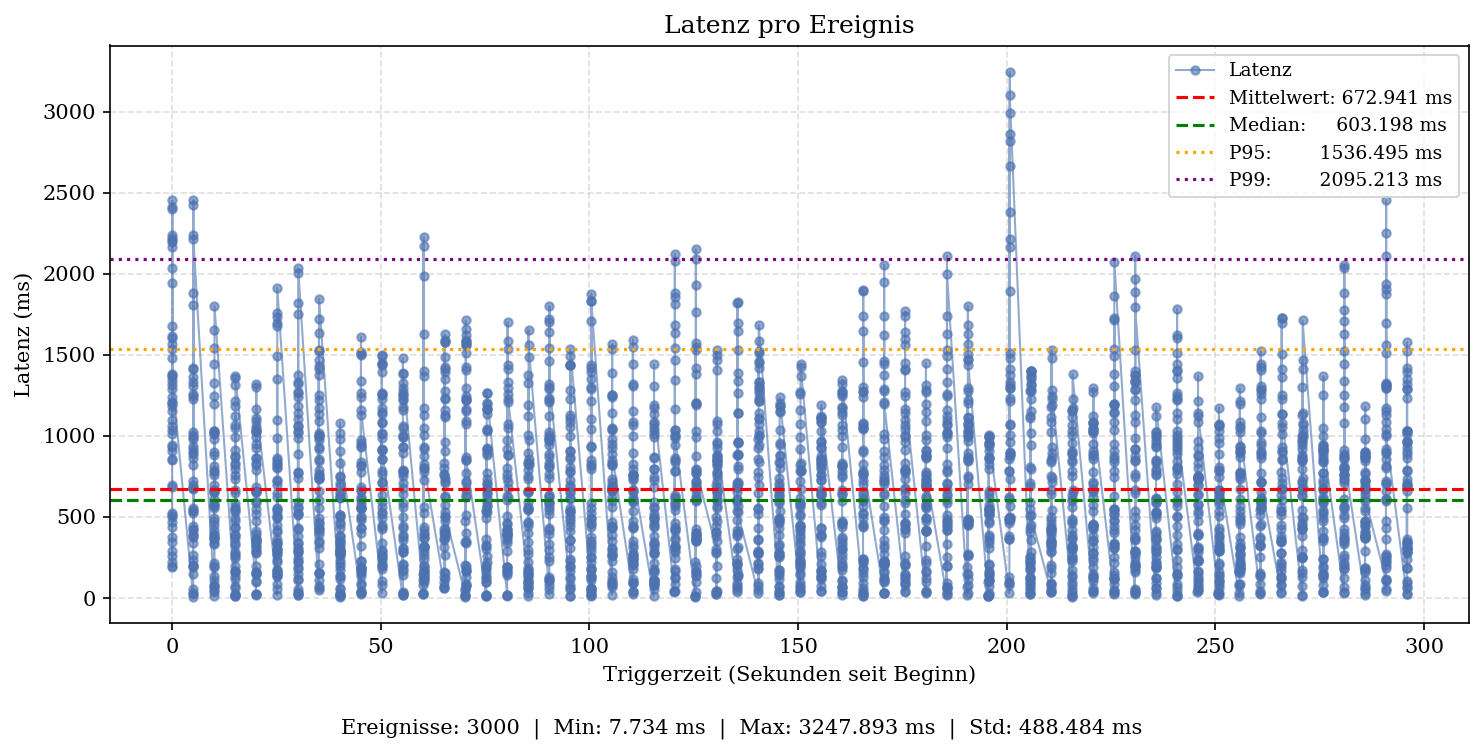 Latenz pro Ereignis
Latenz
Mittelwert: 672.941 ms
Median: 603.198 ms
P95: 1536.495 ms
P99: 2095.213 ms
Latenz (ms)
3000
2500
2000
1500
1000
500
0
0 50 100 150 200 250 300
Triggerzeit (Sekunden seit Beginn)
Ereignisse: 3000 | Min: 7.734 ms | Max: 3247.893 ms | Std: 488.484 ms